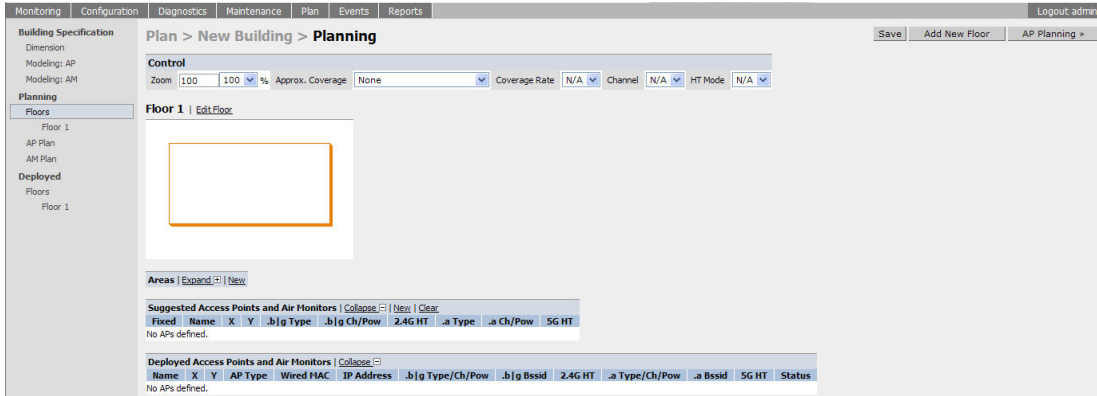 Monitoring Configuration Diagnostics Maintenance Plan Events Reports Logout admin
Building Specification
Dimension
Modeling: AP
Modeling: AM
Planning
Floors
Floor 1
AP Plan
AM Plan
Deployed
Floors
Floor 1
Plan > New Building > Planning
Save Add New Floor AP Planning »
Control
Zoom 100 100 % Approx. Coverage None Coverage Rate N/A Channel N/A HT Mode N/A
Floor 1 | Edit Floor
Areas | Expand | New
Suggested Access Points and Air Monitors | Collapse | New | Clear
Fixed Name X Y .b|g Type .b|g Ch/Pow 2.4G HT .a Type .a Ch/Pow 5G HT
No APs defined.
Deployed Access Points and Air Monitors | Collapse
Name X Y AP Type Wired MAC IP Address .b|g Type/Ch/Pow .b|g Bssid 2.4G HT .a Type/Ch/Pow .a Bssid 5G HT Status
No APs defined.